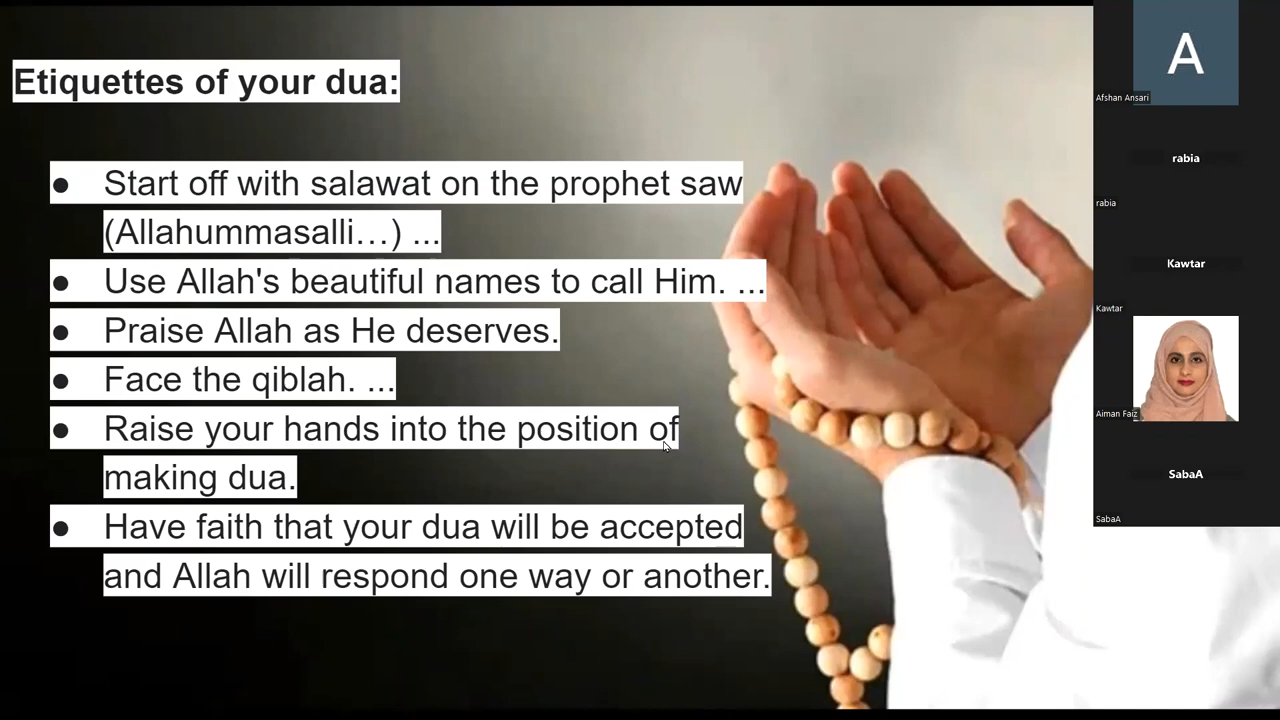 Etiquettes of your dua:
● Start off with salawat on the prophet saw
(Allahummasalli...) ...
● Use Allah's beautiful names to call Him. ...
● Praise Allah as He deserves.
● Face the qiblah. ...
● Raise your hands into the position of
making dua.
● Have faith that your dua will be accepted
and Allah will respond one way or another.
A
Afshan Ansari
rabia
rabia
Kawtar
Kawtar
Aiman Faiz
SabaA
SabaA